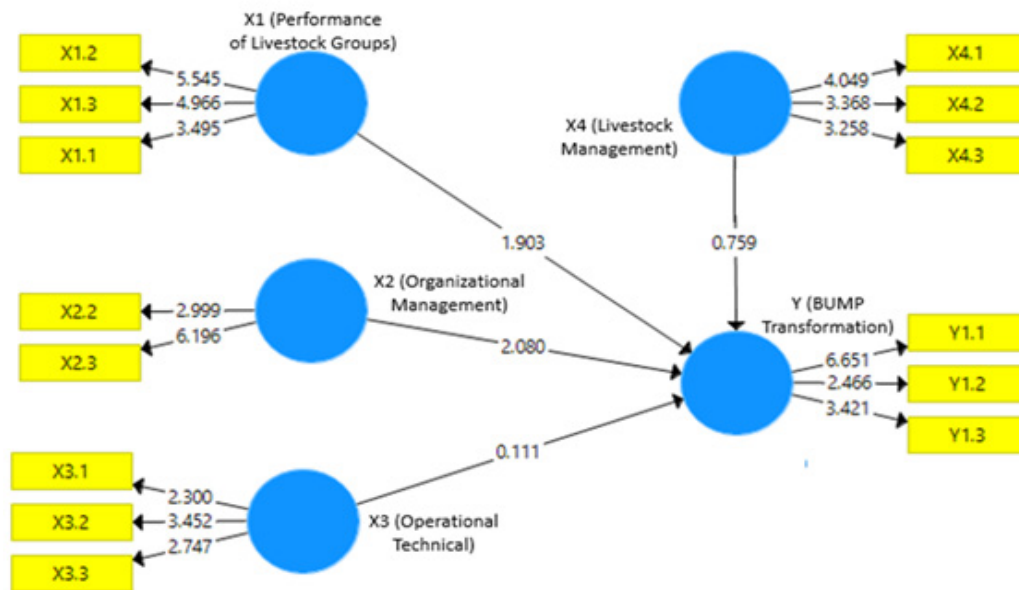 X1 (Performance
of Livestock Groups)
X1.2
X1.3
X1.1
5.545
4.966
3.495
X4.1
X4.2
X4.3
4.049
3.368
3.258
X4 (Livestock
Management)
1.903
0.759
X2 (Organizational
Management)
X2.2
X2.3
2.999
6.196
2.080
Y (BUMP
Transformation)
Y1.1
Y1.2
Y1.3
6.651
2.466
3.421
0.111
X3.1
X3.2
X3.3
2.300
3.452
2.747
X3 (Operational
Technical)